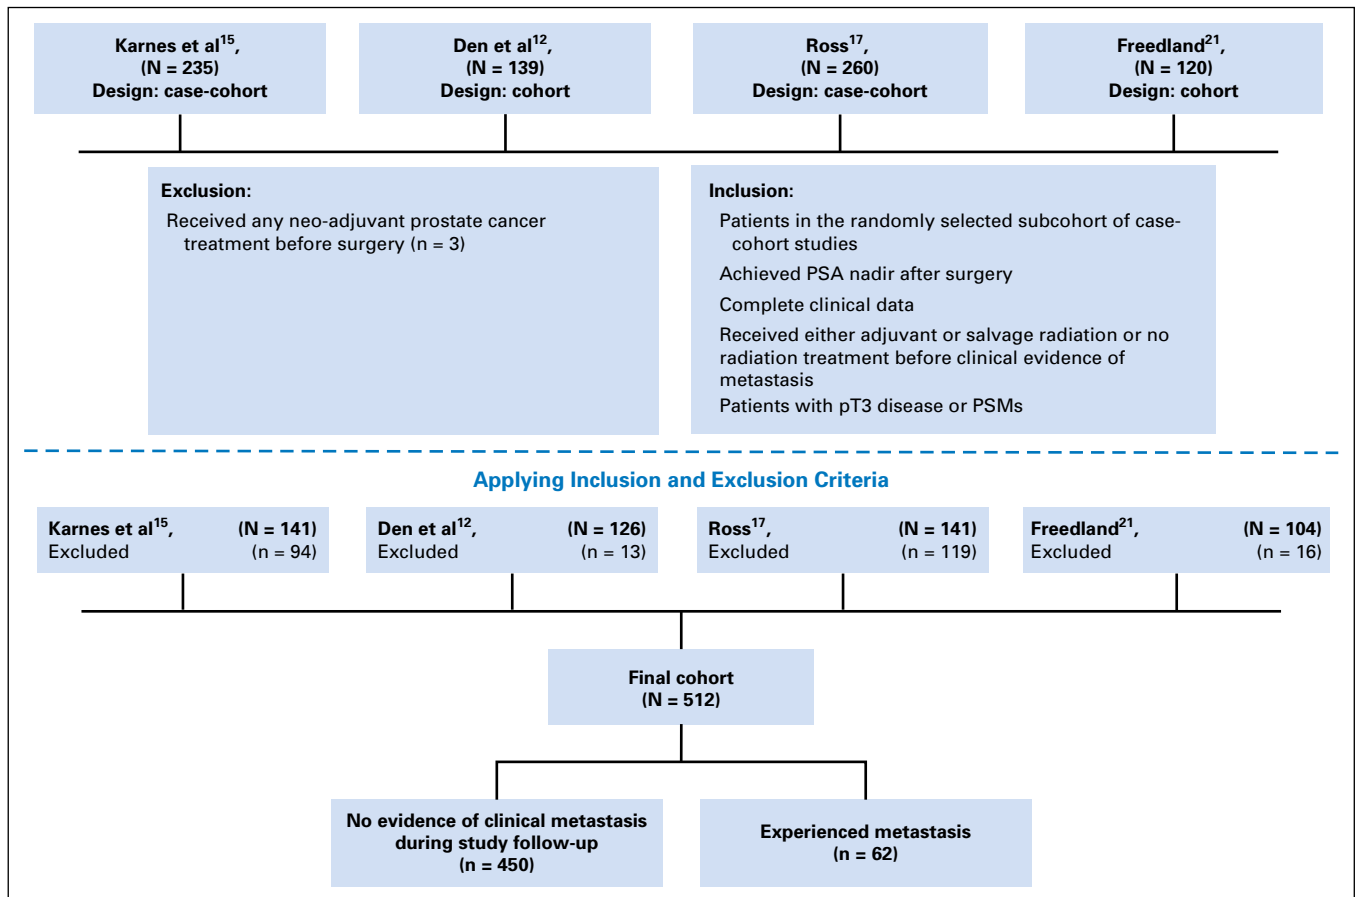 Karnes et al15,
(N = 235)
Design: case-cohort
Den et al12,
(N = 139)
Design: cohort
Ross17,
(N = 260)
Design: case-cohort
Freedland21,
(N = 120)
Design: cohort
Exclusion:
Received any neo-adjuvant prostate cancer
treatment before surgery (n = 3)
Inclusion:
Patients in the randomly selected subcohort of case-
cohort studies
Achieved PSA nadir after surgery
Complete clinical data
Received either adjuvant or salvage radiation or no
radiation treatment before clinical evidence of
metastasis
Patients with pT3 disease or PSMs
Applying Inclusion and Exclusion Criteria
Karnes et al15, (N = 141)
Excluded (n = 94)
Den et al12, (N = 126)
Excluded (n = 13)
Ross17, (N = 141)
Excluded (n = 119)
Freedland21, (N = 104)
Excluded (n = 16)
Final cohort
(N = 512)
No evidence of clinical metastasis
during study follow-up
(n = 450)
Experienced metastasis
(n = 62)